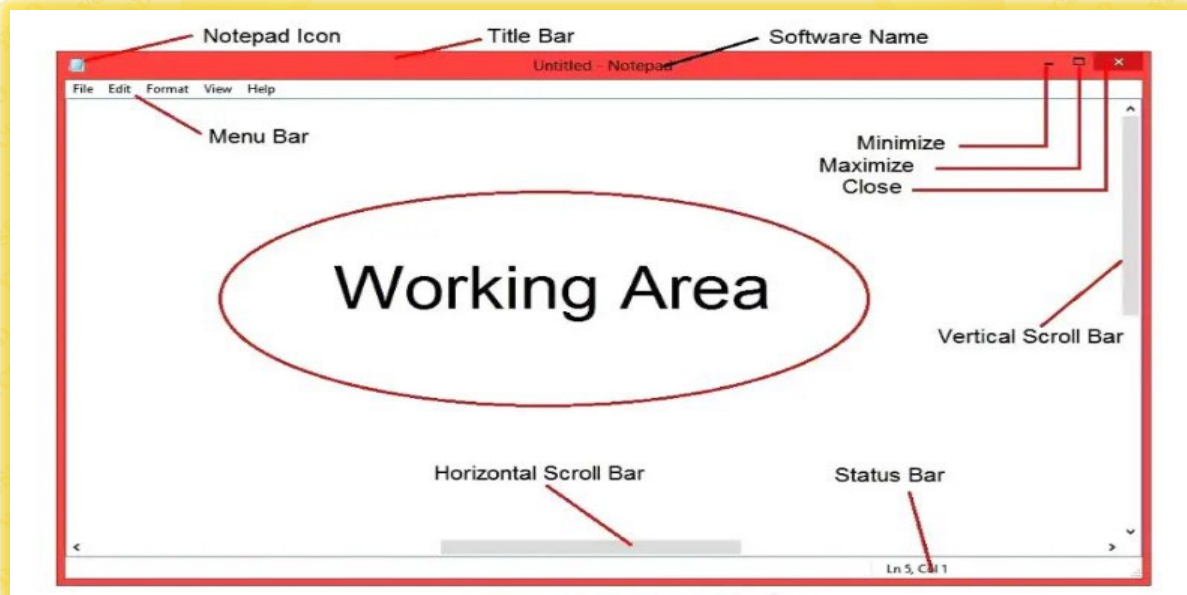 Notepad Icon Title Bar Software Name
Untitled - Notepad
File Edit Format View Help
Menu Bar
Minimize
Maximize
Close
Working Area
Vertical Scroll Bar
Horizontal Scroll Bar Status Bar
Ln 5, Col 1